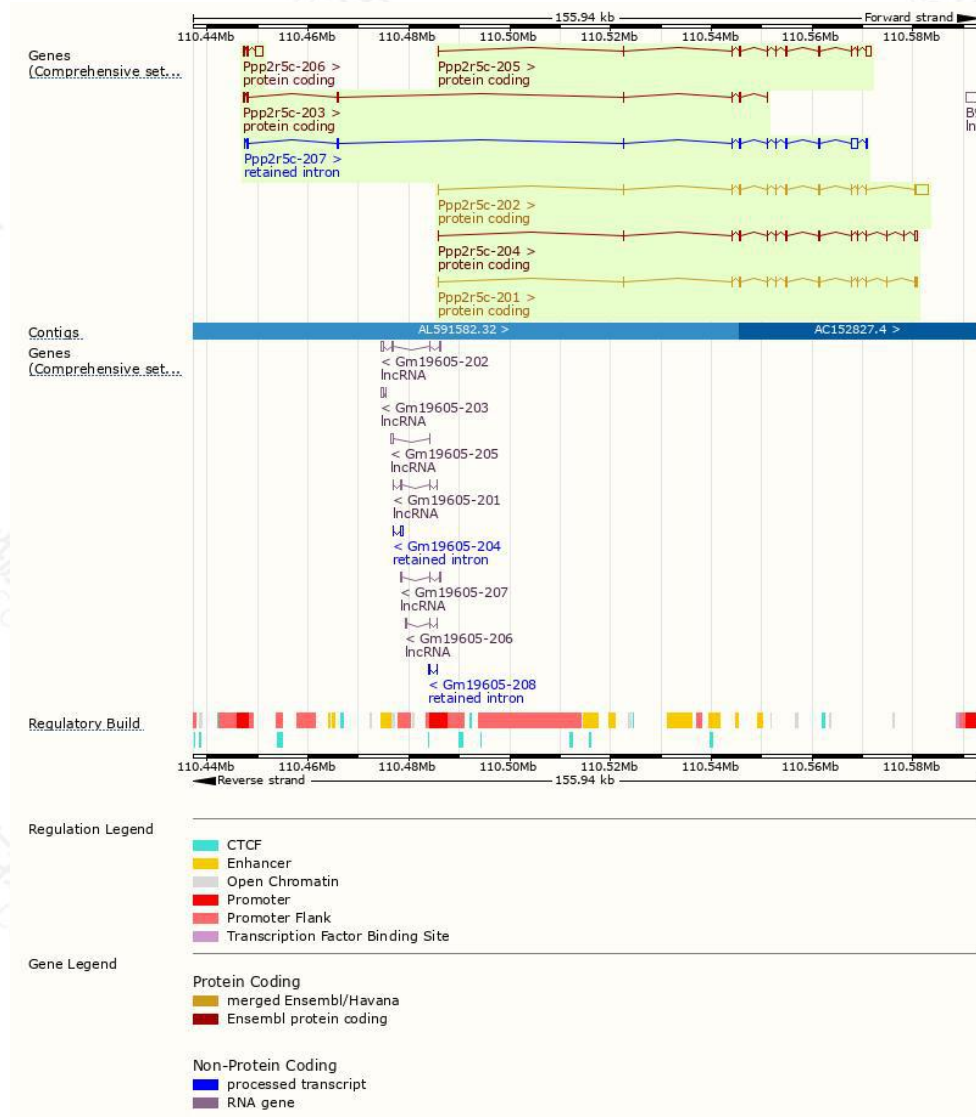 155.94 kb
Forward strand
110.44Mb 110.46Mb 110.48Mb 110.50Mb 110.52Mb 110.54Mb 110.56Mb 110.58Mb
Genes
(Comprehensive set...
Ppp2r5c-206 >
protein coding
Ppp2r5c-205 >
protein coding
Ppp2r5c-203 >
protein coding
Ppp2r5c-207 >
retained intron
Ppp2r5c-202 >
protein coding
Ppp2r5c-204 >
protein coding
Ppp2r5c-201 >
protein coding
Contigs
AL591582.32 >
AC152827.4 >
Genes
(Comprehensive set...
< Gm19605-202
lncRNA
< Gm19605-203
lncRNA
< Gm19605-205
lncRNA
< Gm19605-201
lncRNA
< Gm19605-204
retained intron
< Gm19605-207
lncRNA
< Gm19605-206
lncRNA
< Gm19605-208
retained intron
Regulatory Build
110.44Mb 110.46Mb 110.48Mb 110.50Mb 110.52Mb 110.54Mb 110.56Mb 110.58Mb
Reverse strand
155.94 kb
Regulation Legend
CTCF
Enhancer
Open Chromatin
Promoter
Promoter Flank
Transcription Factor Binding Site
Gene Legend
Protein Coding
merged Ensembl/Havana
Ensembl protein coding
Non-Protein Coding
processed transcript
RNA gene